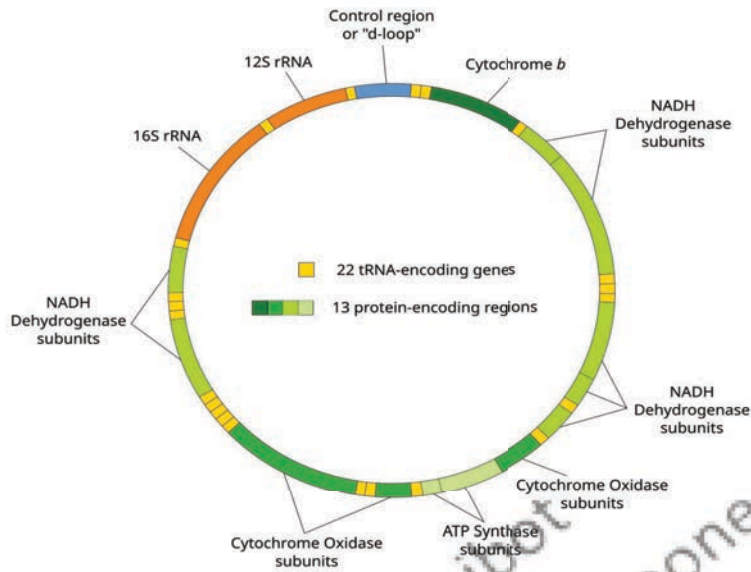 Control region
or "d-loop"
12S rRNA
Cytochrome b
16S rRNA
NADH
Dehydrogenase
subunits
22 tRNA-encoding genes
13 protein-encoding regions
NADH
Dehydrogenase
subunits
NADH
Dehydrogenase
subunits
Cytochrome Oxidase
subunits
ATP Synthase
subunits
Cytochrome Oxidase
subunits